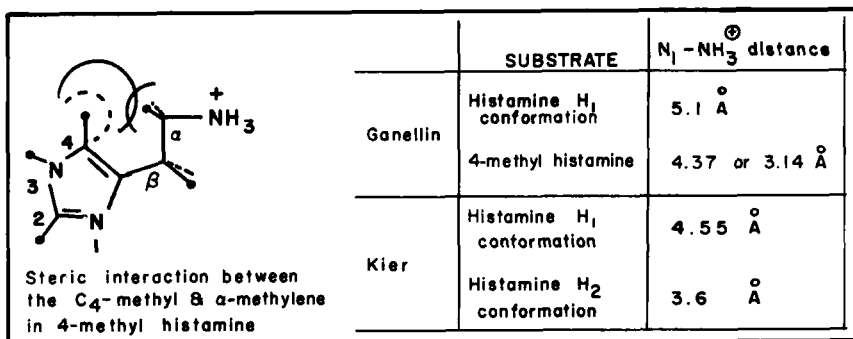 SUBSTRATE
N1-NH3⊕ distance
α
+
NH3
4
β
N
3
2
N
1
Steric interaction between
the C4-methyl & α-methylene
in 4-methyl histamine
Ganellin
Histamine H1
conformation
5.1 Å
4-methyl histamine
4.37 or 3.14 Å
Kier
Histamine H1
conformation
4.55 Å
Histamine H2
conformation
3.6 Å